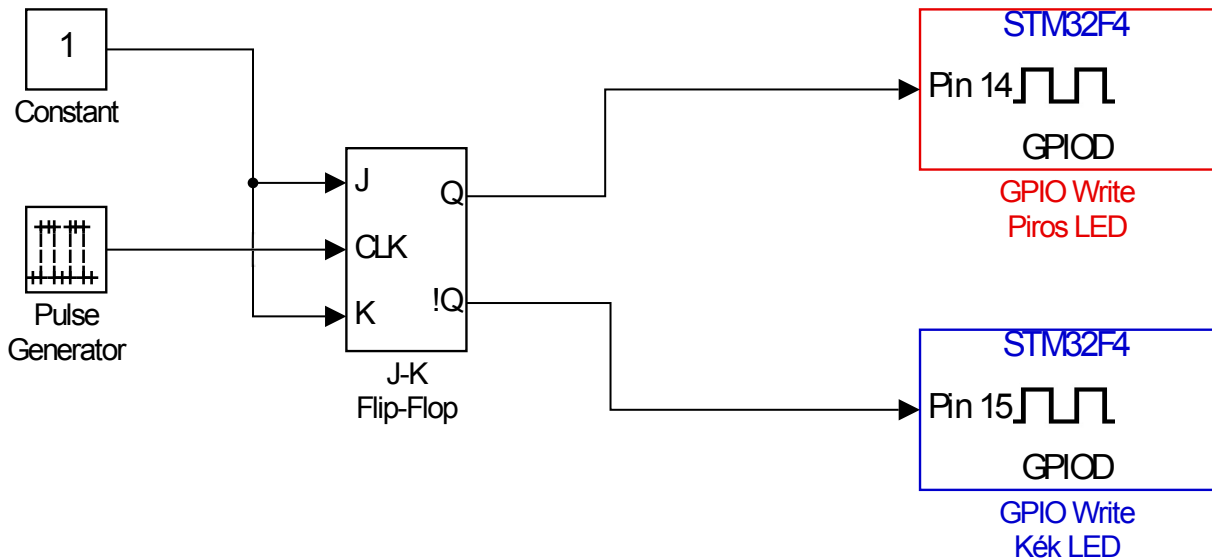 1
Constant
Pulse
Generator
J
CLK
K
Q
!Q
J-K
Flip-Flop
STM32F4
Pin 14
GPIOD
GPIO Write
Piros LED
STM32F4
Pin 15
GPIOD
GPIO Write
Kék LED